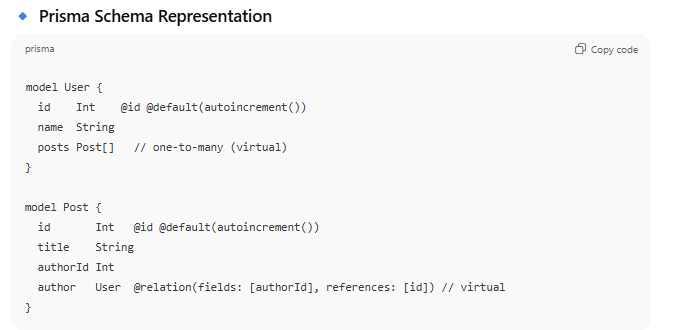 Prisma Schema Representation
prisma
Copy code
model User {
  id    Int    @id @default(autoincrement())
  name  String
  posts Post[]   // one-to-many (virtual)
}
model Post {
  id       Int   @id @default(autoincrement())
  title    String
  authorId Int
  author   User  @relation(fields: [authorId], references: [id]) // virtual
}